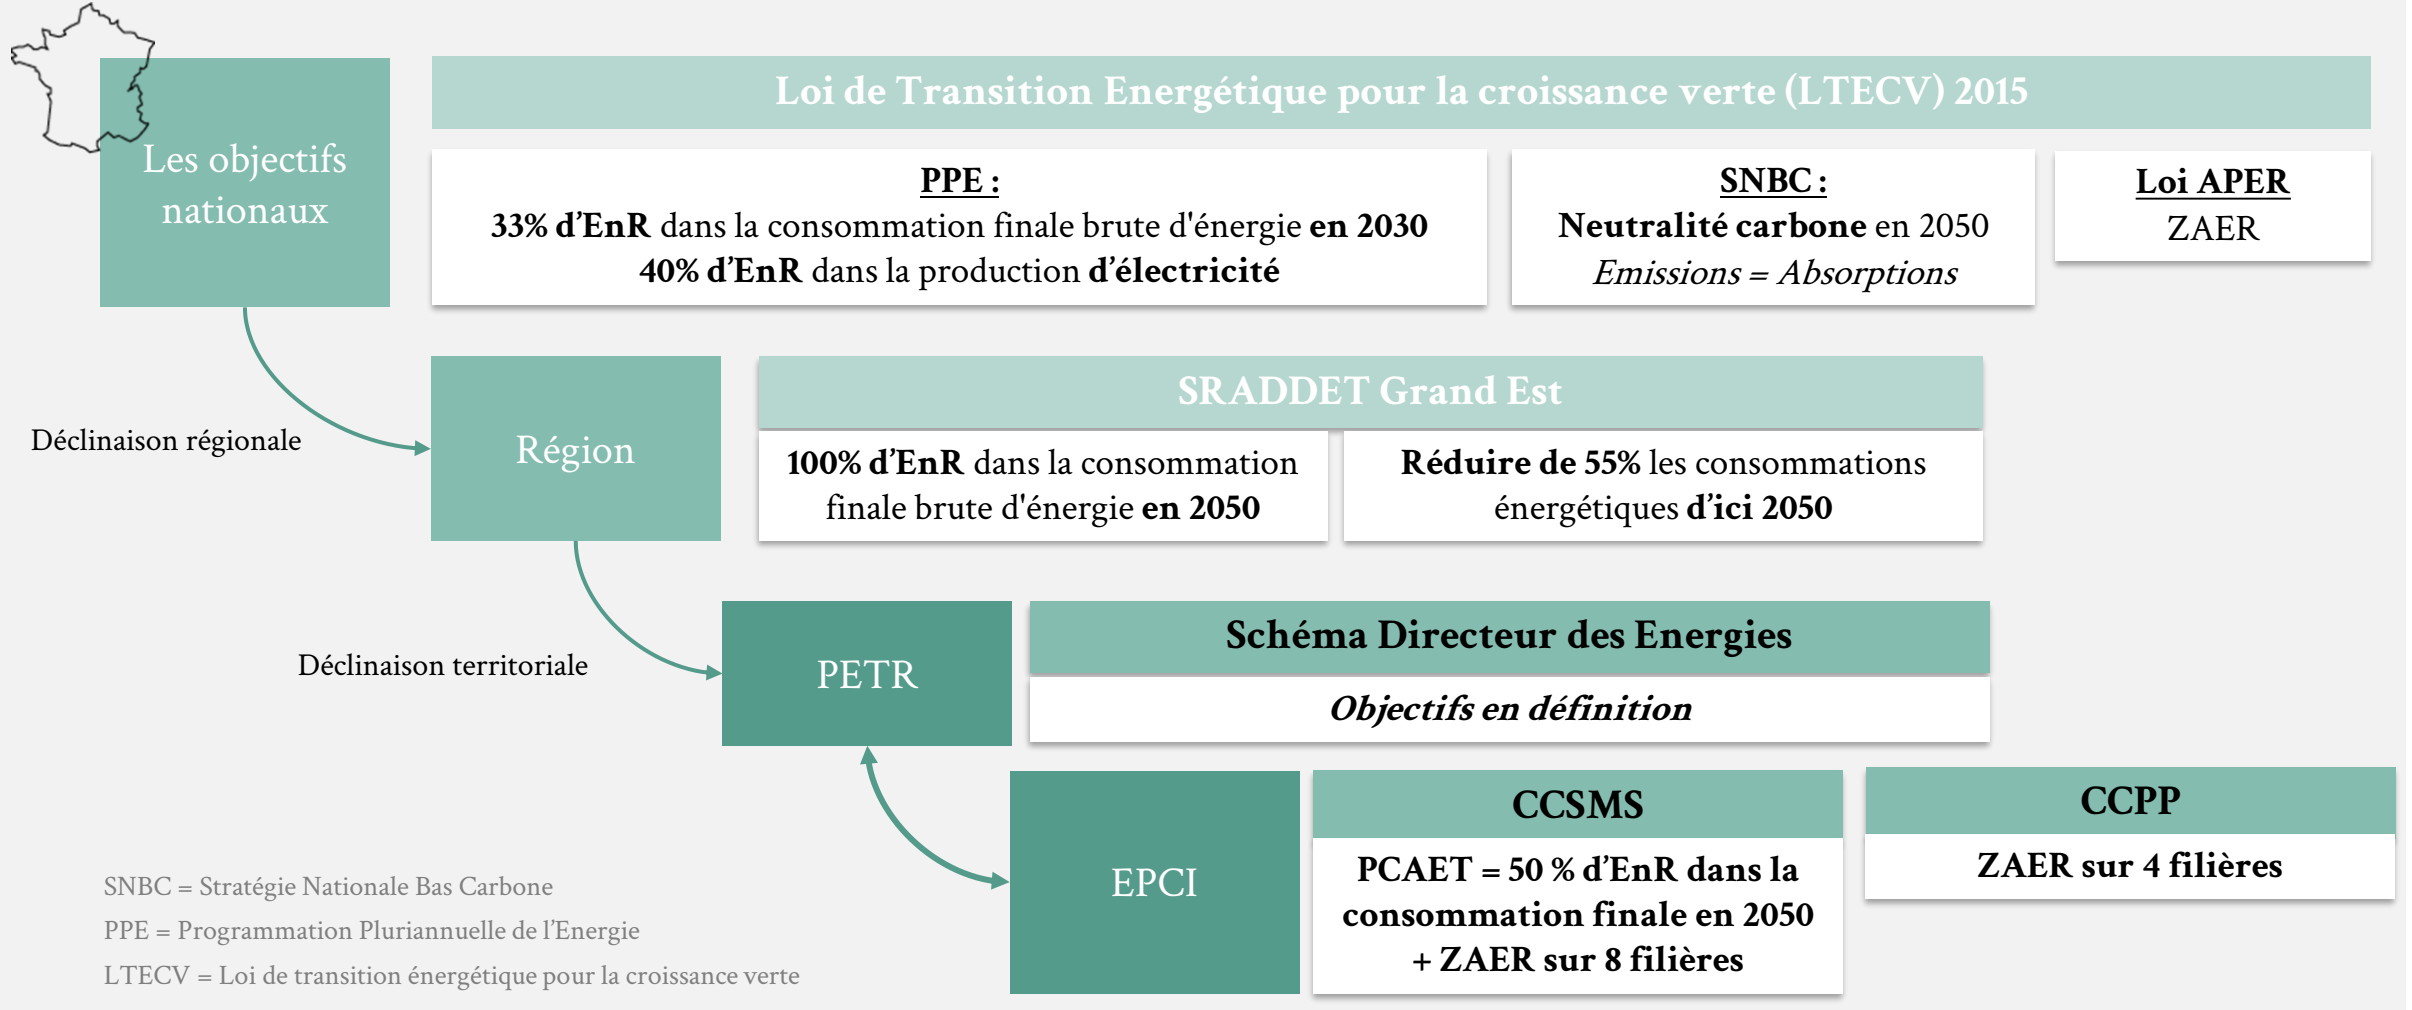 Les objectifs
nationaux
Loi de Transition Energétique pour la croissance verte (LTECV) 2015
PPE :
33% d’EnR dans la consommation finale brute d'énergie en 2030
40% d’EnR dans la production d’électricité
SNBC :
Neutralité carbone en 2050
Emissions = Absorptions
Loi APER
ZAER
Déclinaison régionale
Région
SRADDET Grand Est
100% d’EnR dans la consommation
finale brute d'énergie en 2050
Réduire de 55% les consommations
énergétiques d’ici 2050
Déclinaison territoriale
PETR
Schéma Directeur des Energies
Objectifs en définition
EPCI
CCSMS
PCAET = 50 % d’EnR dans la
consommation finale en 2050
+ ZAER sur 8 filières
CCPP
ZAER sur 4 filières
SNBC = Stratégie Nationale Bas Carbone
PPE = Programmation Pluriannuelle de l’Energie
LTECV = Loi de transition énergétique pour la croissance verte